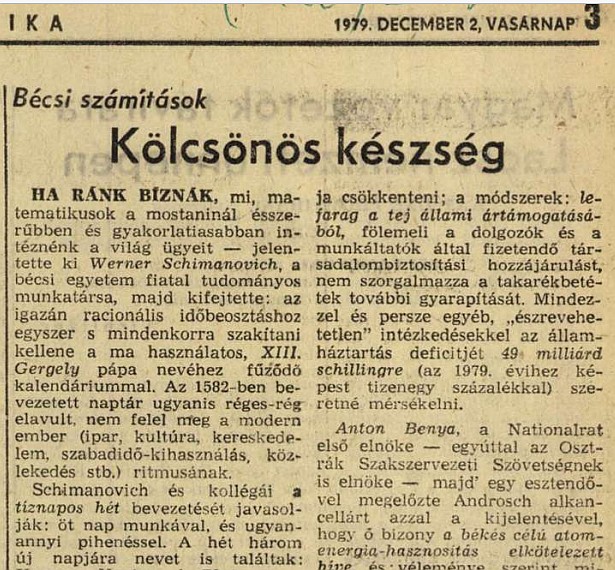 IKA
1979. DECEMBER 2, VASÁRNAP 3
Bécsi számítások
Kölcsönös készség
HA RÁNK BÍZNÁK, mi, ma-
tematikusok a mostaninál éssze-
rűbben és gyakorlatiasabban in-
téznénk a világ ügyeit — jelen-
tette ki Werner Schimanovich, a
bécsi egyetem fiatal tudományos
munkatársa, majd kifejtette: az
igazán racionális időbeosztáshoz
egyszer s mindenkorra szakítani
kellene a ma használatos, XIII.
Gergely pápa nevéhez fűződő
kalendáriummal. Az 1582-ben be-
vezetett naptár ugyanis réges-rég
elavult, nem felel meg a modern
ember (ipar, kultúra, kereskede-
lem, szabadidő-kihasználás, köz-
lekedés stb.) ritmusának.
Schimanovich és kollégái a
tíznapos hét bevezetését javasol-
ják: öt nap munkával, és ugyan-
annyi pihenéssel. A hét három
új napjára nevet is találtak:
ja csökkenteni; a módszerek: le-
farag a tej állami ártámogatásá-
ból, fölemeli a dolgozók és a
munkáltatók által fizetendő tár-
sadalombiztosítási hozzájárulást,
nem szorgalmazza a takarékbeté-
tek további gyarapítását. Mindez-
zel és persze egyéb, „észrevehe-
tetlen” intézkedésekkel az állam-
háztartás deficitjét 49 milliárd
schillingre (az 1979. évihez ké-
pest tizenegy százalékkal) sze-
retné mérsékelni.
Anton Benya, a Nationalrat
első elnöke — egyúttal az Oszt-
rák Szakszervezeti Szövetségnek
is elnöke — majd' egy esztendő-
vel megelőzte Androsch alkan-
cellárt azzal a kijelentésével,
hogy ő bizony a békés célú atom-
energia-hasznosítás elkötelezett
híve és véleménye szerint mi-